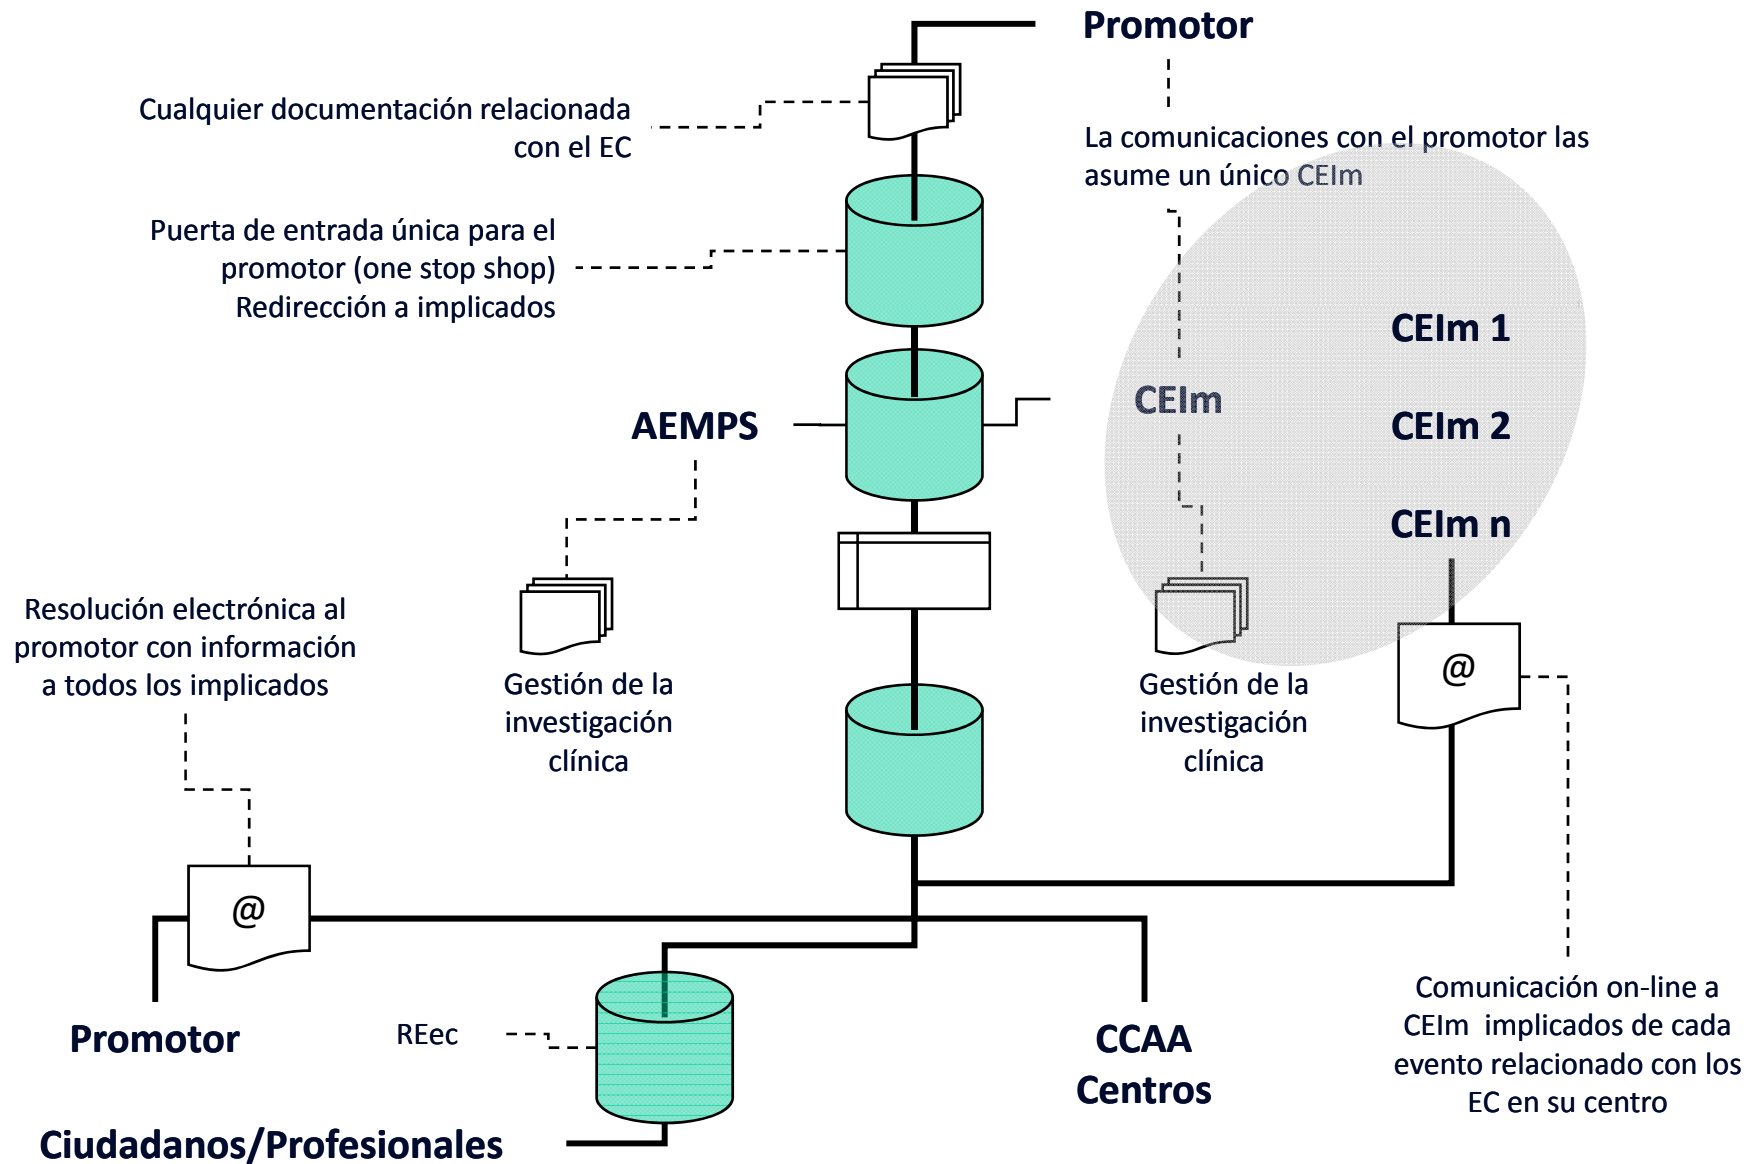 Promotor
Cualquier documentación relacionada
con el EC
La comunicaciones con el promotor las
asume un único CEIm
Puerta de entrada única para el
promotor (one stop shop)
Redirección a implicados
CEIm 1
CEIm
AEMPS
CEIm 2
CEIm n
Resolución electrónica al
promotor con información
a todos los implicados
Gestión de la
investigación
clínica
Gestión de la
investigación
clínica
@
@
Promotor
REec
CCAA
Centros
Comunicación on-line a
CEIm implicados de cada
evento relacionado con los
EC en su centro
Ciudadanos/Profesionales